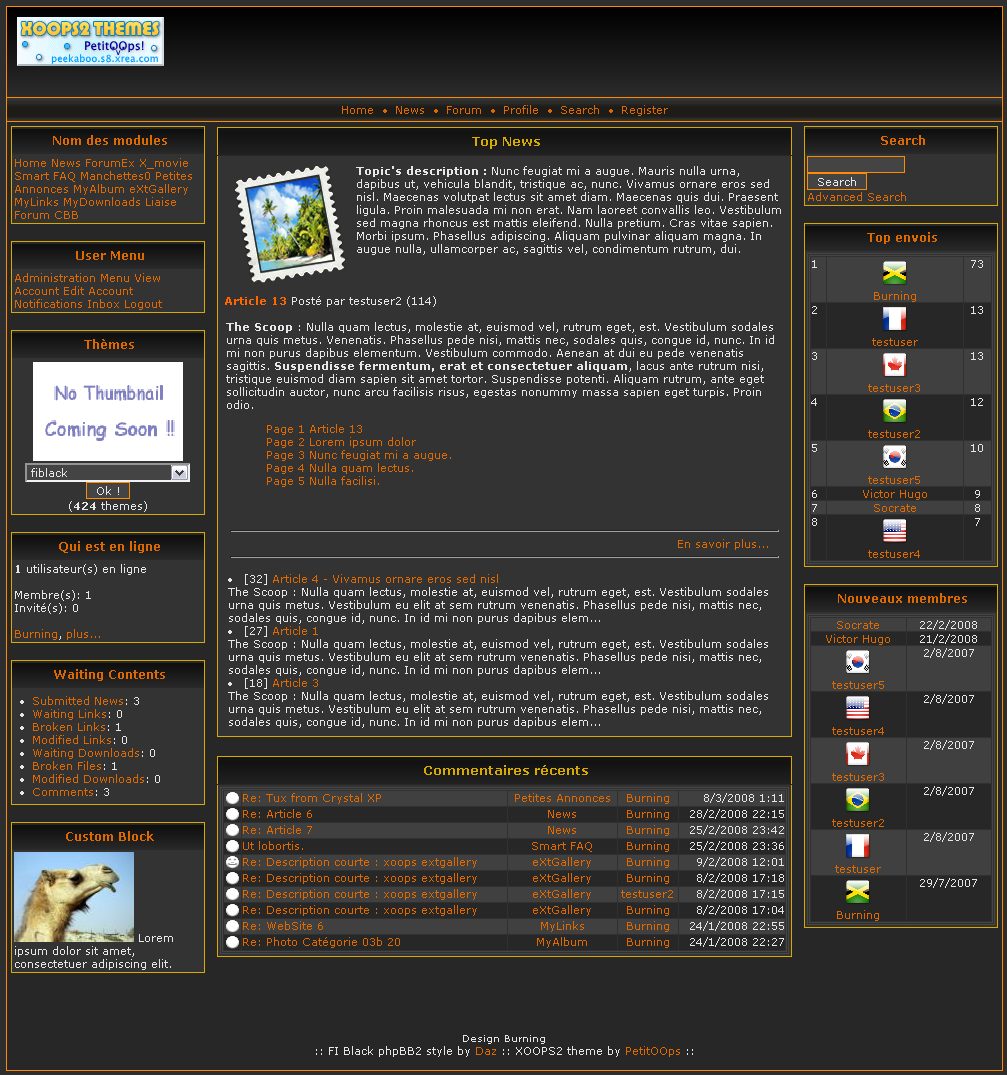 XOOPS2 THEMES
PetitOOps!
peekaboo.s8.xrea.com
Home • News • Forum • Profile • Search • Register
Nom des modules
Home News ForumEx X_movie
Smart FAQ Manchettes0 Petites
Annonces MyAlbum eXtGallery
MyLinks MyDownloads Liaise
Forum CBB
User Menu
Administration Menu View
Account Edit Account
Notifications Inbox Logout
Thèmes
No Thumbnail
Coming Soon !!
fiblack
Ok !
(424 themes)
Qui est en ligne
1 utilisateur(s) en ligne
Membre(s): 1
Invité(s): 0
Burning, plus...
Waiting Contents
• Submitted News: 3
• Waiting Links: 0
• Broken Links: 1
• Modified Links: 0
• Waiting Downloads: 0
• Broken Files: 1
• Modified Downloads: 0
• Comments: 3
Custom Block
Lorem
ipsum dolor sit amet,
consectetuer adipiscing elit.
Top News
Topic's description : Nunc feugiat mi a augue. Mauris nulla urna,
dapibus ut, vehicula blandit, tristique ac, nunc. Vivamus ornare eros sed
nisl. Maecenas volutpat lectus sit amet diam. Maecenas quis dui. Praesent
ligula. Proin malesuada mi non erat. Nam laoreet convallis leo. Vestibulum
sed magna rhoncus est mattis eleifend. Nulla pretium. Cras vitae sapien.
Morbi ipsum. Phasellus adipiscing. Aliquam pulvinar aliquam magna. In
augue nulla, ullamcorper ac, sagittis vel, condimentum rutrum, dui.
Article 13 Posté par testuser2 (114)
The Scoop : Nulla quam lectus, molestie at, euismod vel, rutrum eget, est. Vestibulum sodales
urna quis metus. Venenatis. Phasellus pede nisi, mattis nec, sodales quis, congue id, nunc. In id
mi non purus dapibus elementum. Vestibulum commodo. Aenean at dui eu pede venenatis
sagittis. Suspendisse fermentum, erat et consectetuer aliquam, lacus ante rutrum nisi,
tristique euismod diam sapien sit amet tortor. Suspendisse potenti. Aliquam rutrum, ante eget
sollicitudin auctor, nunc arcu facilisis risus, egestas nonummy massa sapien eget turpis. Proin
odio.
Page 1 Article 13
Page 2 Lorem ipsum dolor
Page 3 Nunc feugiat mi a augue.
Page 4 Nulla quam lectus.
Page 5 Nulla facilisi.
En savoir plus...
• [32] Article 4 - Vivamus ornare eros sed nisl
The Scoop : Nulla quam lectus, molestie at, euismod vel, rutrum eget, est. Vestibulum sodales
urna quis metus. Vestibulum eu elit at sem rutrum venenatis. Phasellus pede nisi, mattis nec,
sodales quis, congue id, nunc. In id mi non purus dapibus elem...
• [27] Article 1
The Scoop : Nulla quam lectus, molestie at, euismod vel, rutrum eget, est. Vestibulum sodales
urna quis metus. Vestibulum eu elit at sem rutrum venenatis. Phasellus pede nisi, mattis nec,
sodales quis, congue id, nunc. In id mi non purus dapibus elem...
• [18] Article 3
The Scoop : Nulla quam lectus, molestie at, euismod vel, rutrum eget, est. Vestibulum sodales
urna quis metus. Vestibulum eu elit at sem rutrum venenatis. Phasellus pede nisi, mattis nec,
sodales quis, congue id, nunc. In id mi non purus dapibus elem...
Commentaires récents
Re: Tux from Crystal XP Petites Annonces Burning 8/3/2008 1:11
Re: Article 6 News Burning 28/2/2008 22:15
Re: Article 7 News Burning 25/2/2008 23:42
Ut lobortis. Smart FAQ Burning 25/2/2008 23:36
Re: Description courte : xoops extgallery eXtGallery Burning 9/2/2008 12:01
Re: Description courte : xoops extgallery eXtGallery Burning 8/2/2008 17:18
Re: Description courte : xoops extgallery eXtGallery testuser2 8/2/2008 17:15
Re: Description courte : xoops extgallery eXtGallery Burning 8/2/2008 17:04
Re: WebSite 6 MyLinks Burning 24/1/2008 22:55
Re: Photo Catégorie 03b 20 MyAlbum Burning 24/1/2008 22:27
Search
Search
Advanced Search
Top envois
1 Burning 73
2 testuser 13
3 testuser3 13
4 testuser2 12
5 testuser5 10
6 Victor Hugo 9
7 Socrate 8
8 testuser4 7
Nouveaux membres
Socrate 22/2/2008
Victor Hugo 21/2/2008
testuser5 2/8/2007
testuser4 2/8/2007
testuser3 2/8/2007
testuser2 2/8/2007
testuser 2/8/2007
Burning 29/7/2007
Design Burning
:: FI Black phpBB2 style by Daz :: XOOPS2 theme by PetitOOps ::